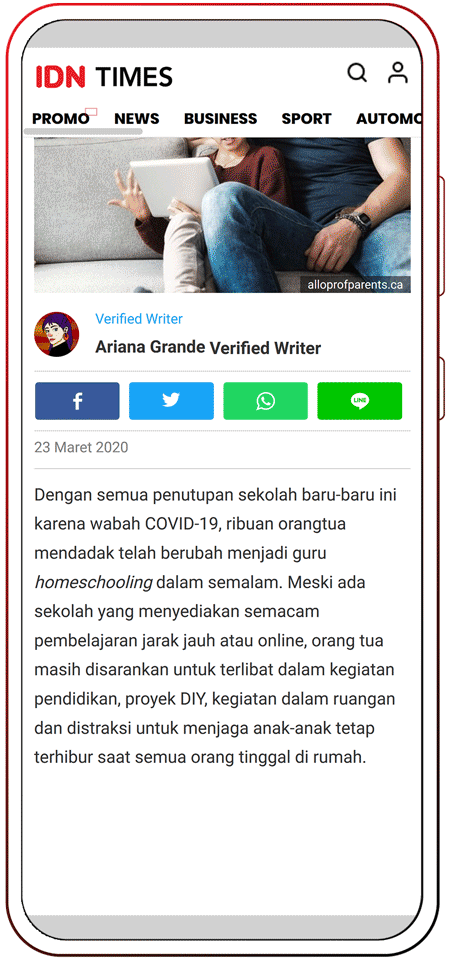 IDN TIMES
PROMO NEWS BUSINESS SPORT AUTOMO
alloprofparents.ca
Verified Writer
Ariana Grande Verified Writer
f
LINE
23 Maret 2020
Dengan semua penutupan sekolah baru-baru ini
karena wabah COVID-19, ribuan orangtua
mendadak telah berubah menjadi guru
homeschooling dalam semalam. Meski ada
sekolah yang menyediakan semacam
pembelajaran jarak jauh atau online, orang tua
masih disarankan untuk terlibat dalam kegiatan
pendidikan, proyek DIY, kegiatan dalam ruangan
dan distraksi untuk menjaga anak-anak tetap
terhibur saat semua orang tinggal di rumah.